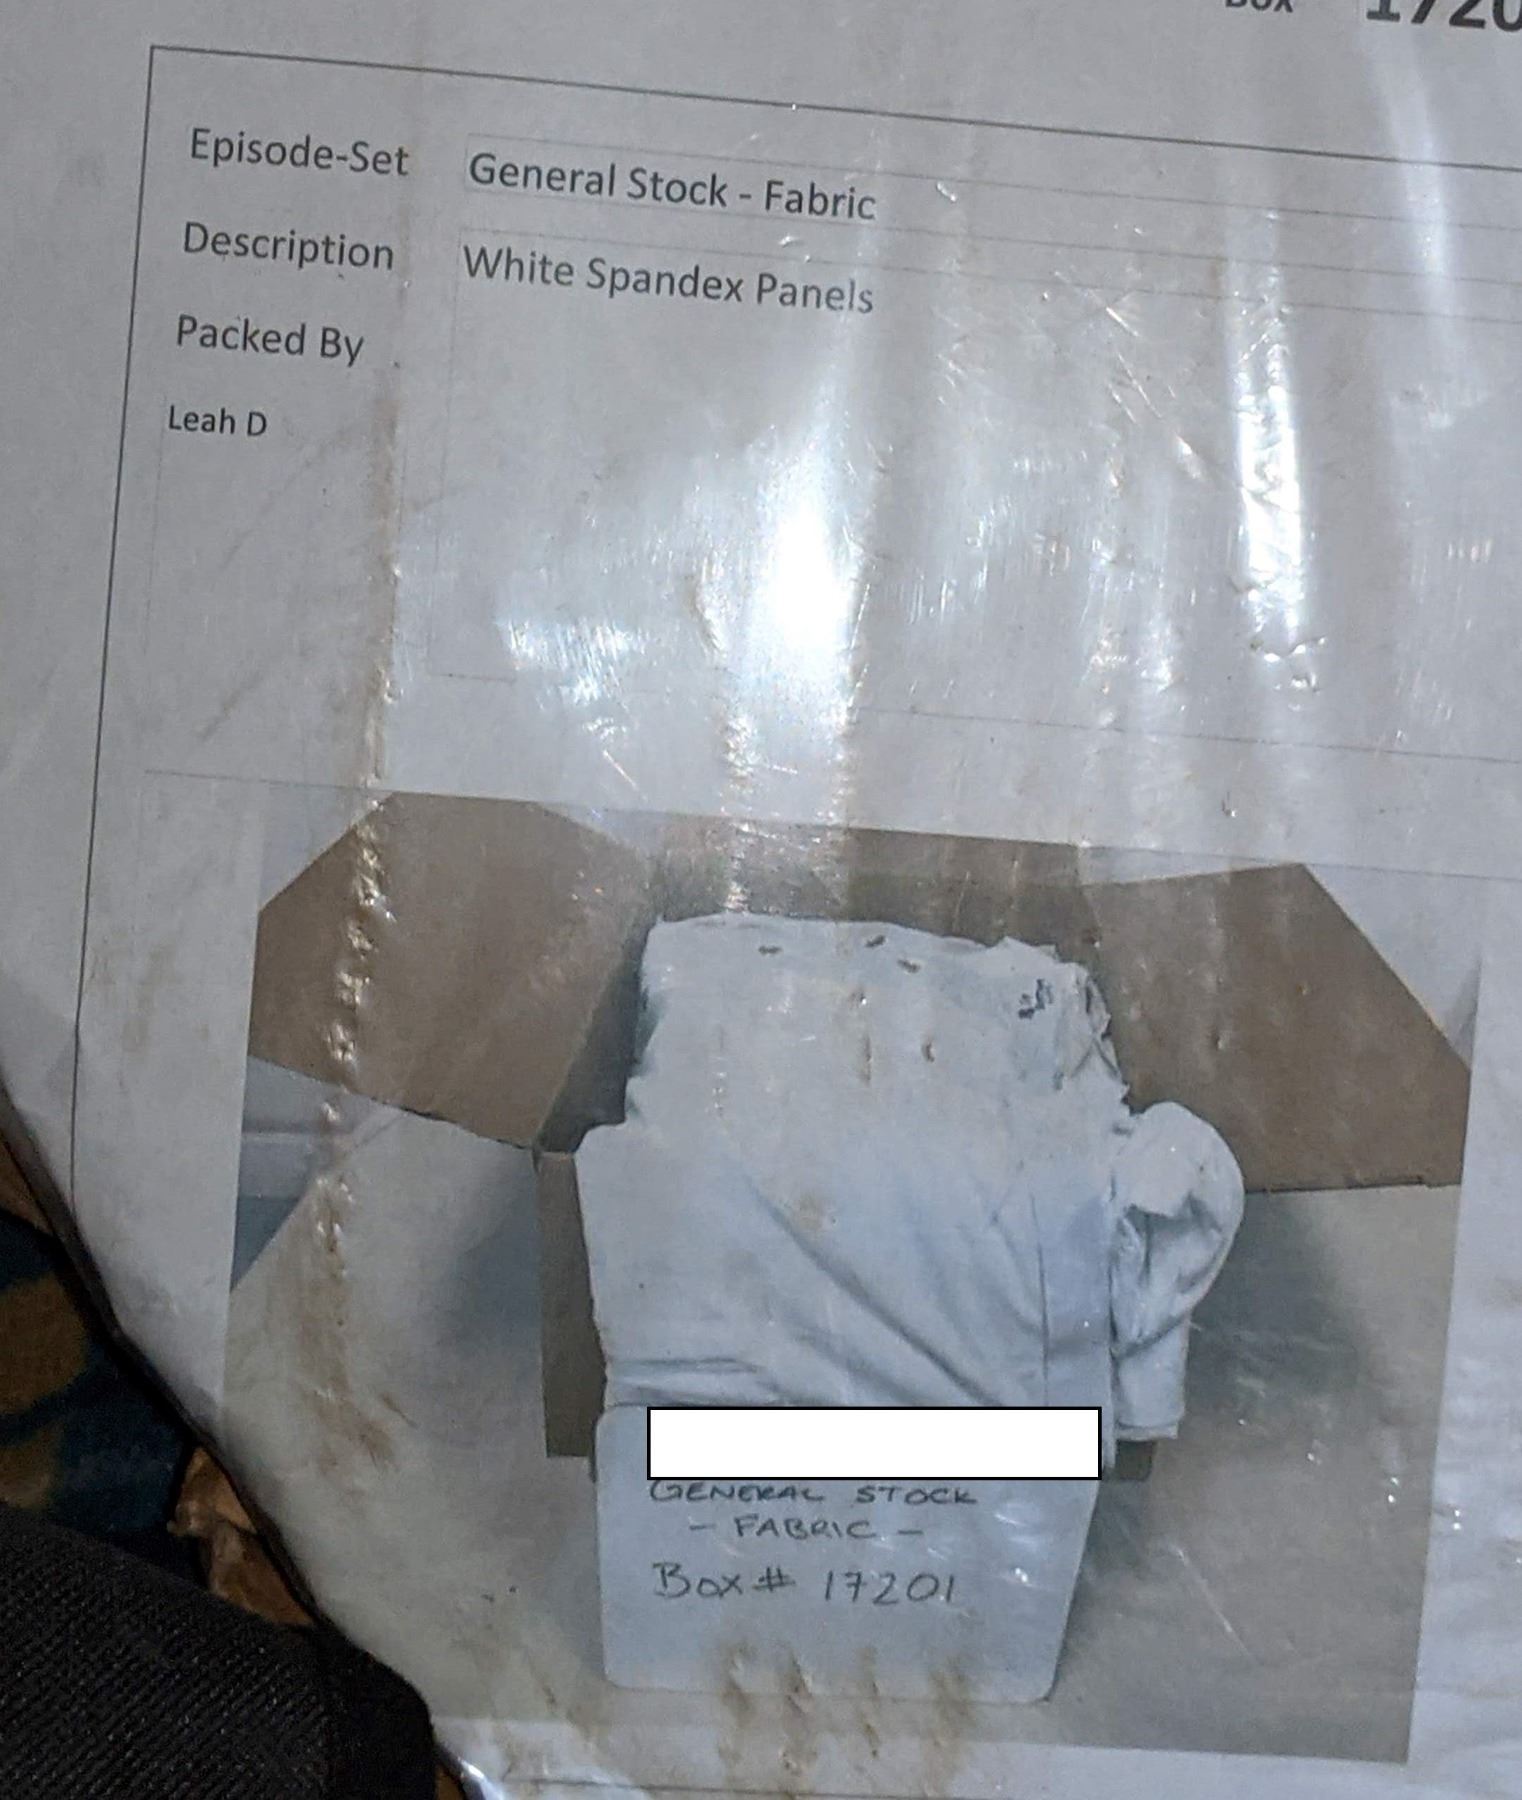 Episode-Set General Stock - Fabric
Description White Spandex Panels
Packed By
Leah D
GENERAL STOCK
- FABRIC -
Box# 17201